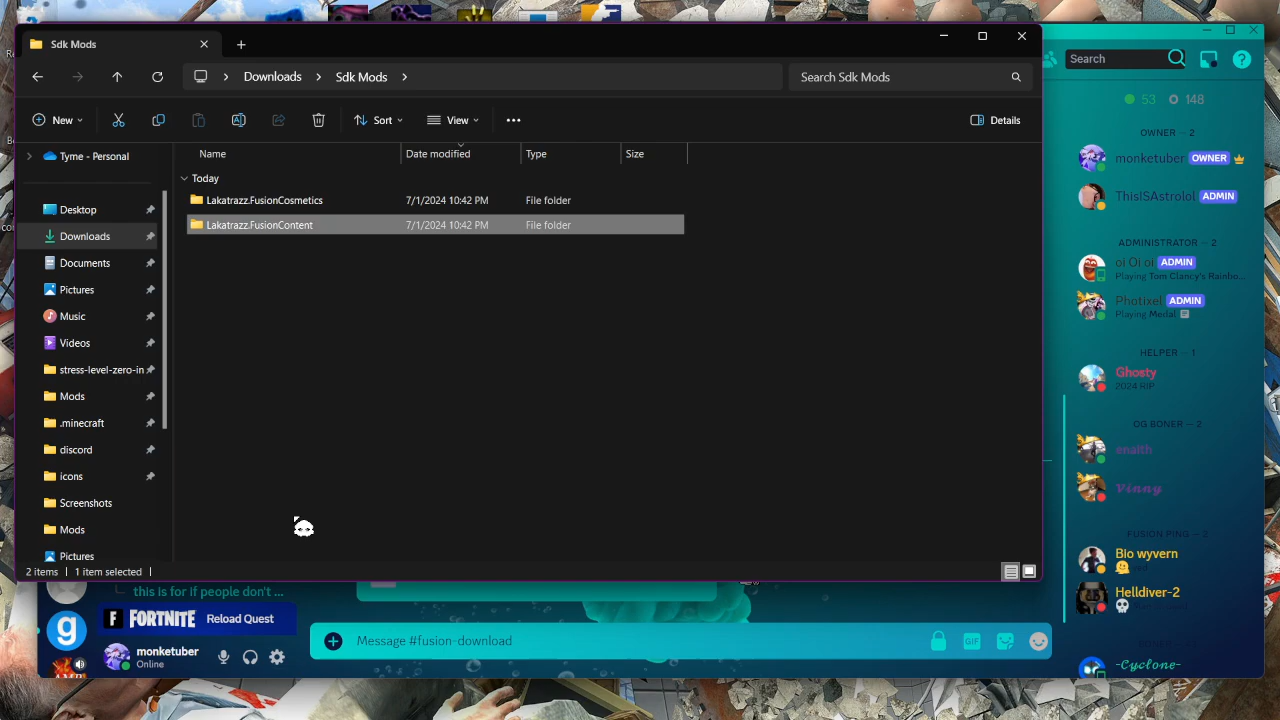 Sdk Mods
Downloads
Sdk Mods
Search Sdk Mods
New
Sort
View
Details
Tyme - Personal
Desktop
Downloads
Documents
Pictures
Music
Videos
stress-level-zero-in
Mods
.minecraft
discord
icons
Screenshots
Mods
Pictures
Name
Date modified
Type
Size
Today
Lakatrazz.FusionCosmetics 7/1/2024 10:42 PM File folder
Lakatrazz.FusionContent 7/1/2024 10:42 PM File folder
2 items
1 item selected
Search
53 148
OWNER — 2
monketuber OWNER
ThisISAstrolol ADMIN
ADMINISTRATOR — 2
oi Oi oi ADMIN
Playing Tom Clancy's Rainbo...
Photixel ADMIN
Playing Medal
HELPER — 1
Ghosty
2024 RIP
OG BONER — 2
enaith
Vinny
FUSION PING — 2
Bio wyvern
Helldiver-2
-Cyclone-
this is for if people don't ...
F FORTNITE Reload Quest
g
monketuber
Online
Message #fusion-download
GIF